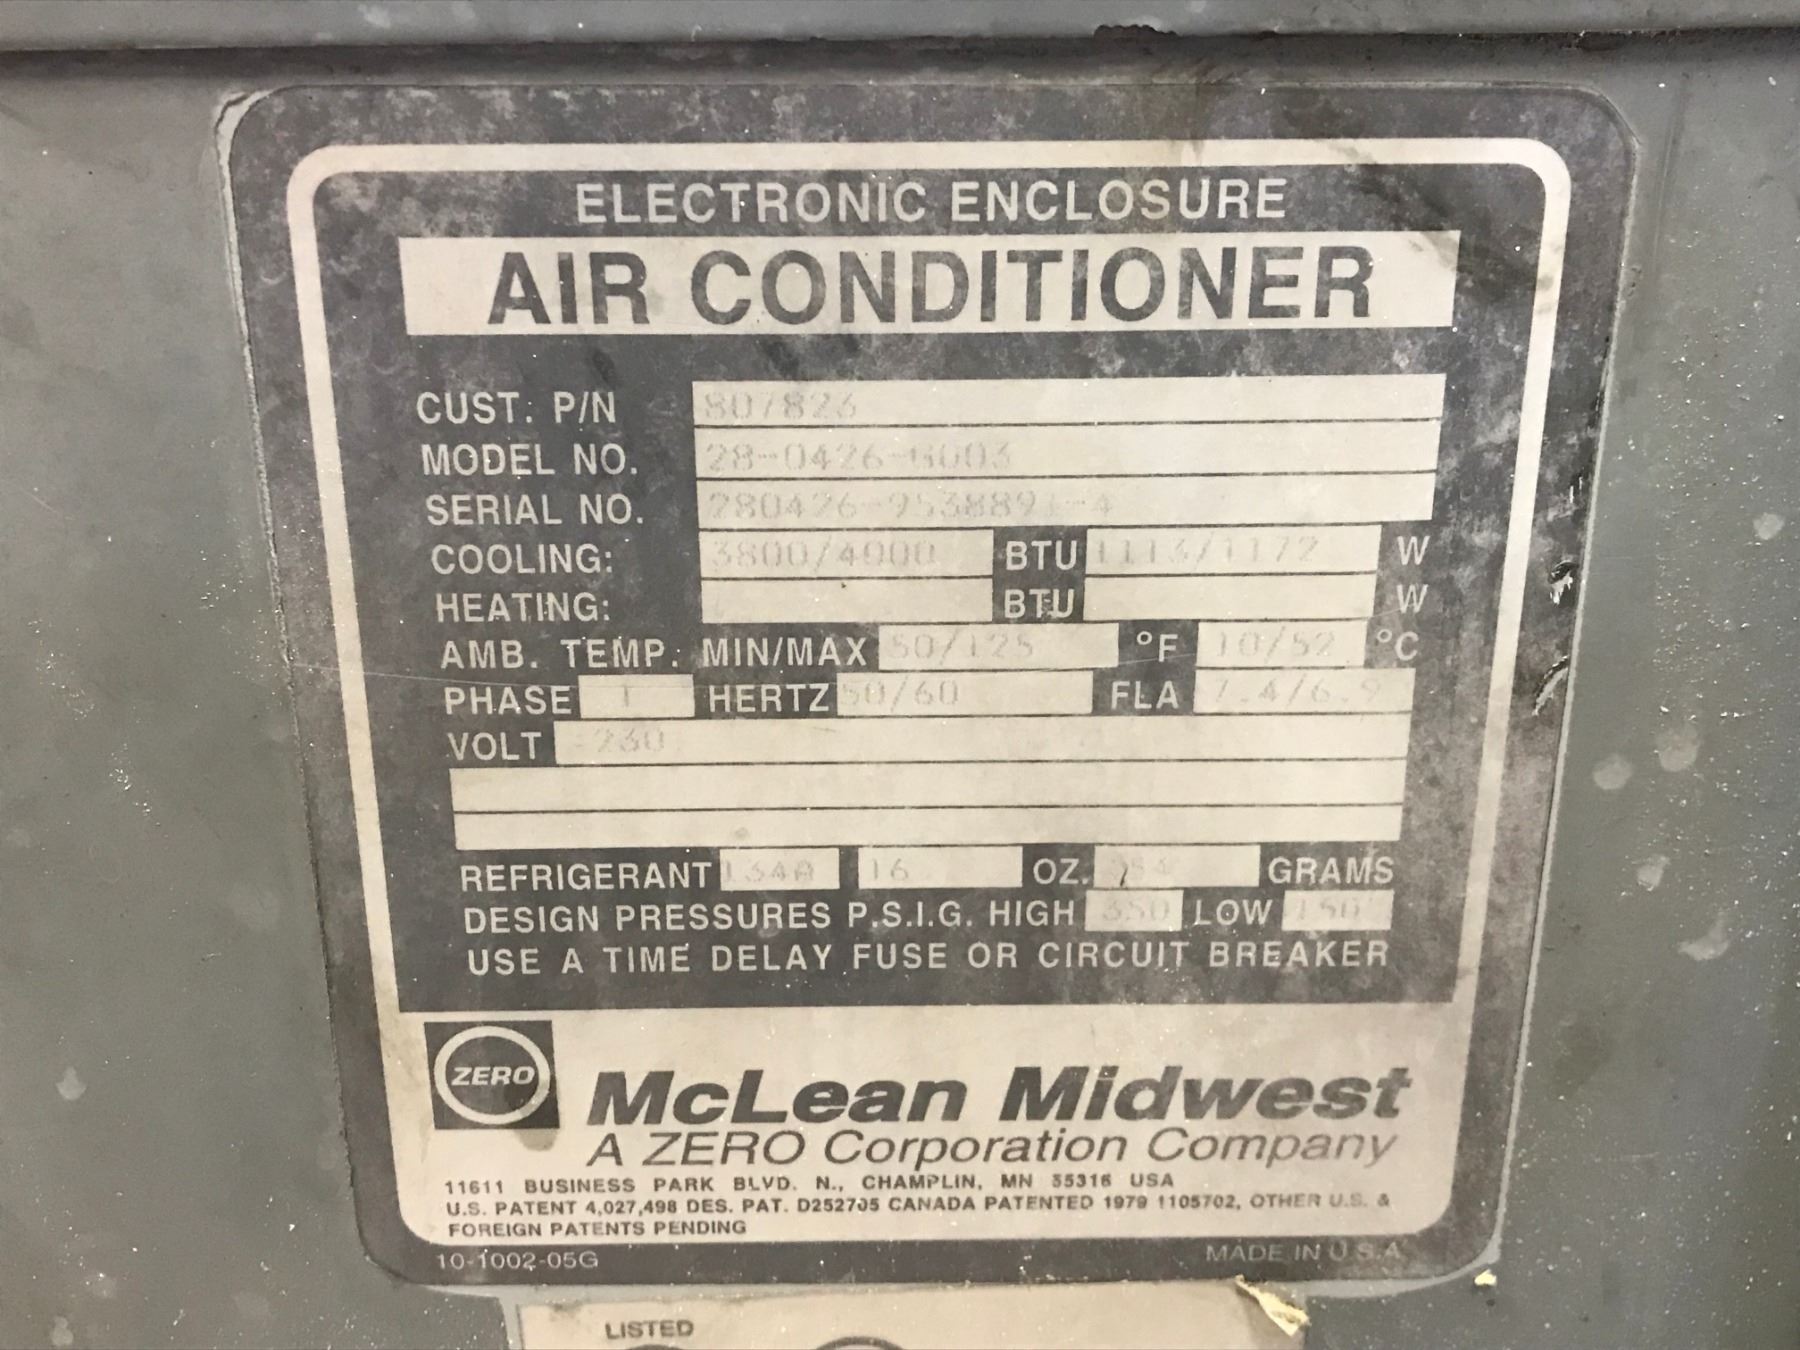 ELECTRONIC ENCLOSURE
AIR CONDITIONER
CUST. P/N 807826
MODEL NO. 28-0426-G003
SERIAL NO. 280426-9538891-4
COOLING: 3800/4000 BTU 1113/1172 W
HEATING: BTU W
AMB. TEMP. MIN/MAX 50/125 °F 10/52 °C
PHASE 1 HERTZ 50/60 FLA 7.4/6.9
VOLT 230
REFRIGERANT 134A 16 OZ. 454 GRAMS
DESIGN PRESSURES P.S.I.G. HIGH 350 LOW 150
USE A TIME DELAY FUSE OR CIRCUIT BREAKER
ZERO
McLean Midwest
A ZERO Corporation Company
11611 BUSINESS PARK BLVD. N., CHAMPLIN, MN 55316 USA
U.S. PATENT 4,027,498 DES. PAT. D252705 CANADA PATENTED 1979 1105702, OTHER U.S. &
FOREIGN PATENTS PENDING
10-1002-05G MADE IN U.S.A
LISTED